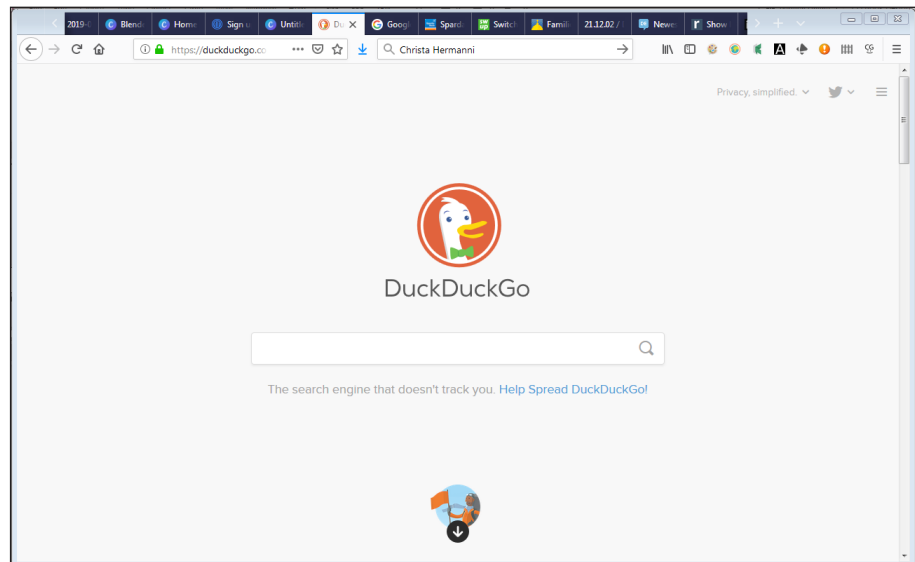 2019-
Blend
Home
Sign u
Untitl
Du
Googl
Spard
Switch
Famili
21.12.02 /
Newe
Show
https://duckduckgo.co
Christa Hermanni
Privacy, simplified.
DuckDuckGo
The search engine that doesn't track you. Help Spread DuckDuckGo!